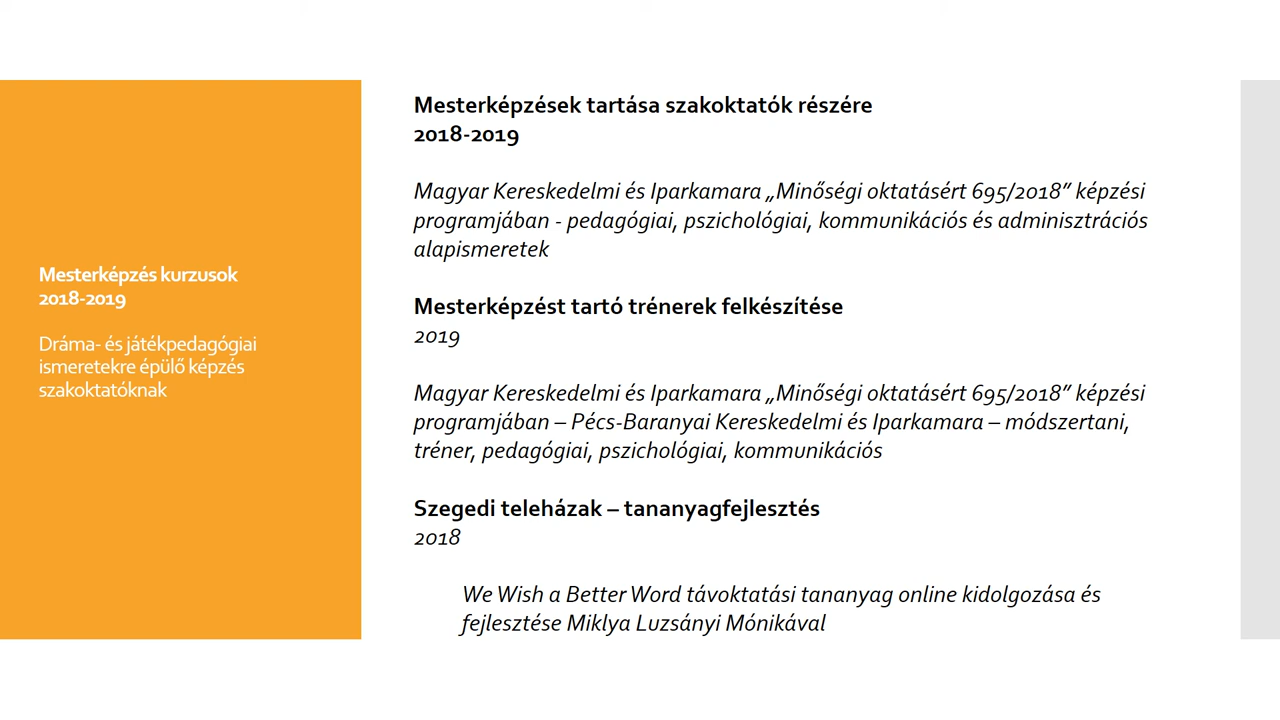 Mesterképzés kurzusok
2018-2019
Dráma- és játékpedagógiai
ismeretekre épülő képzés
szakoktatóknak
Mesterképzések tartása szakoktatók részére
2018-2019
Magyar Kereskedelmi és Iparkamara „Minőségi oktatásért 695/2018” képzési
programjában - pedagógiai, pszichológiai, kommunikációs és adminisztrációs
alapismeretek
Mesterképzést tartó trénerek felkészítése
2019
Magyar Kereskedelmi és Iparkamara „Minőségi oktatásért 695/2018” képzési
programjában – Pécs-Baranyai Kereskedelmi és Iparkamara – módszertani,
tréner, pedagógiai, pszichológiai, kommunikációs
Szegedi teleházak – tananyagfejlesztés
2018
We Wish a Better Word távoktatási tananyag online kidolgozása és
fejlesztése Miklya Luzsányi Mónikával